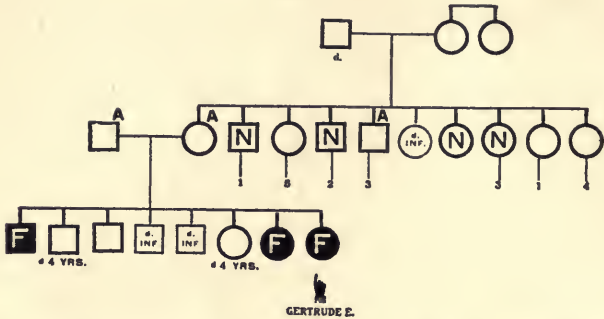 d.
A A A
N N d. INF. N N
1 8 2 3 3 1 4
F d. INF d. INF F F
d 4 YRS. d 4 YRS.
GERTRUDE E.